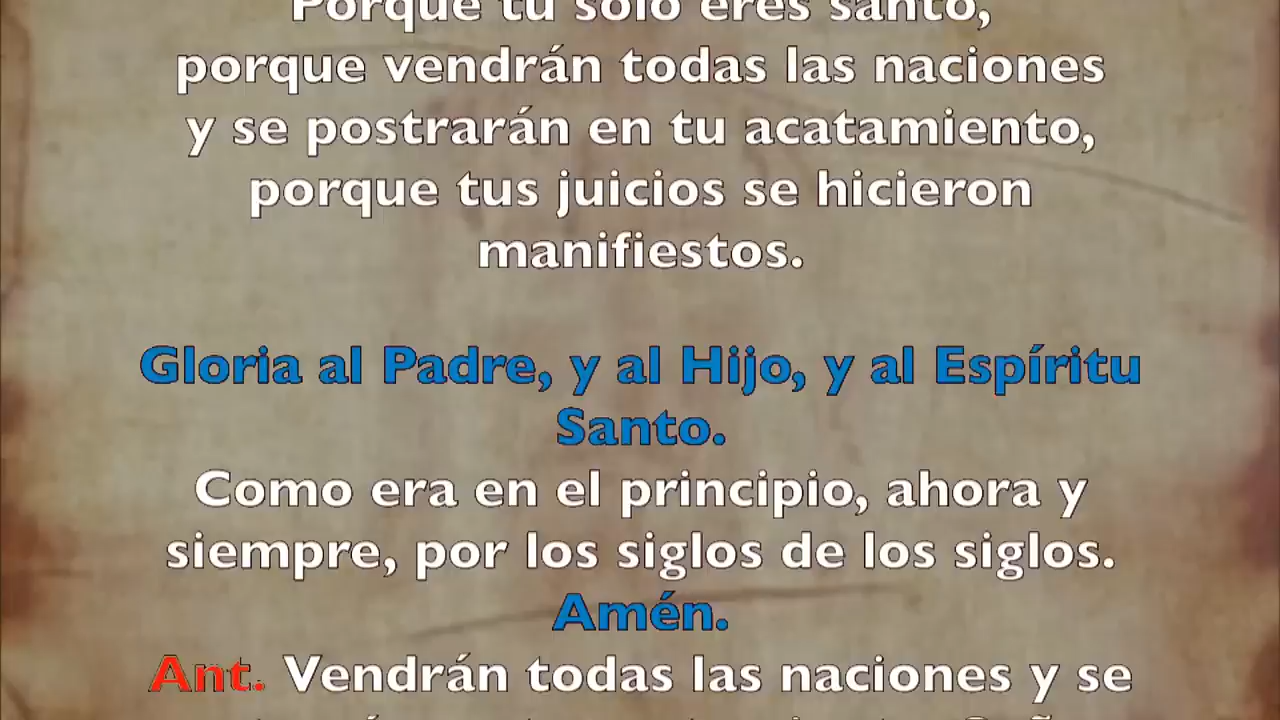 Porque tú solo eres santo,
porque vendrán todas las naciones
y se postrarán en tu acatamiento,
porque tus juicios se hicieron
manifiestos.
Gloria al Padre, y al Hijo, y al Espíritu
Santo.
Como era en el principio, ahora y
siempre, por los siglos de los siglos.
Amén.
Ant. Vendrán todas las naciones y se